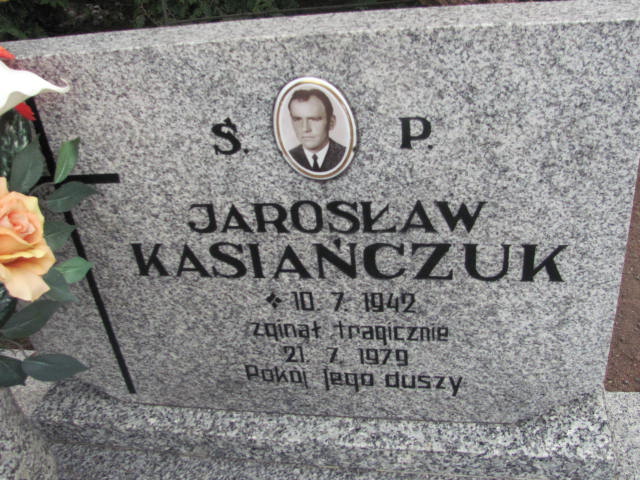 Ś. P.
JAROSŁAW
KASIAŃCZUK
10. 7. 1942
zginął tragicznie
21. 7. 1979
Pokój jego duszy